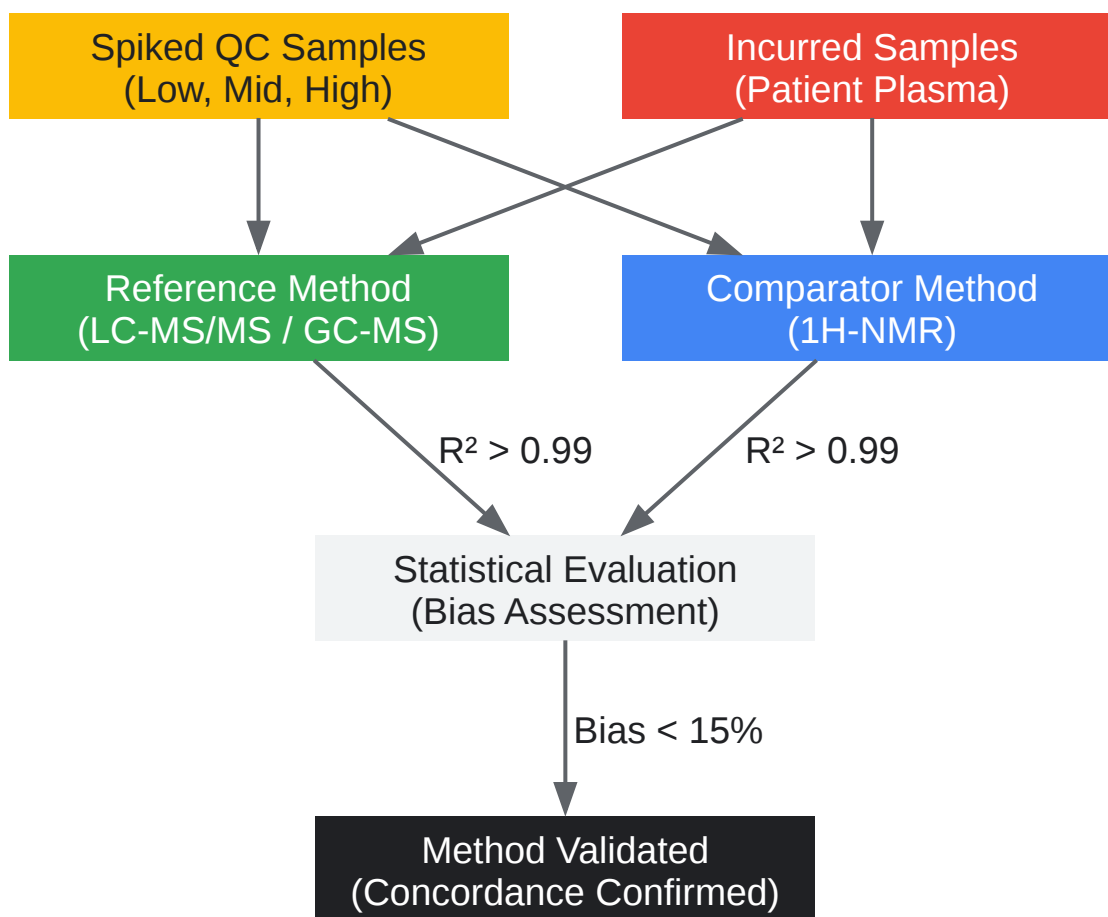 Spiked QC Samples
(Low, Mid, High)
Incurred Samples
(Patient Plasma)
Reference Method
(LC-MS/MS / GC-MS)
Comparator Method
(1H-NMR)
R² > 0.99
R² > 0.99
Statistical Evaluation
(Bias Assessment)
Bias < 15%
Method Validated
(Concordance Confirmed)